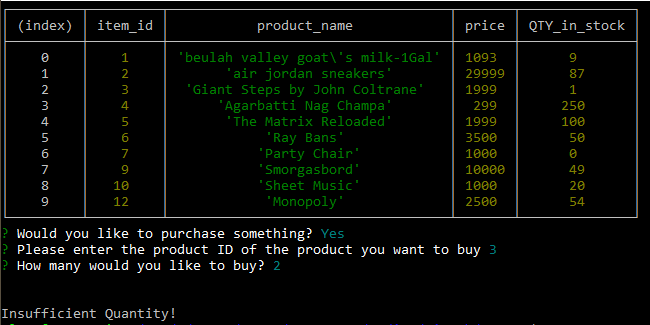 (index) item_id product_name price QTY_in_stock
0 1 'beulah valley goat\'s milk-1Gal' 1093 9
1 2 'air jordan sneakers' 29999 87
2 3 'Giant Steps by John Coltrane' 1999 1
3 4 'Agarbatti Nag Champa' 299 250
4 5 'The Matrix Reloaded' 1999 100
5 6 'Ray Bans' 3500 50
6 7 'Party Chair' 1000 0
7 9 'Smorgasbord' 10000 49
8 10 'Sheet Music' 1000 20
9 12 'Monopoly' 2500 54
? Would you like to purchase something? Yes
? Please enter the product ID of the product you want to buy 3
? How many would you like to buy? 2
Insufficient Quantity!